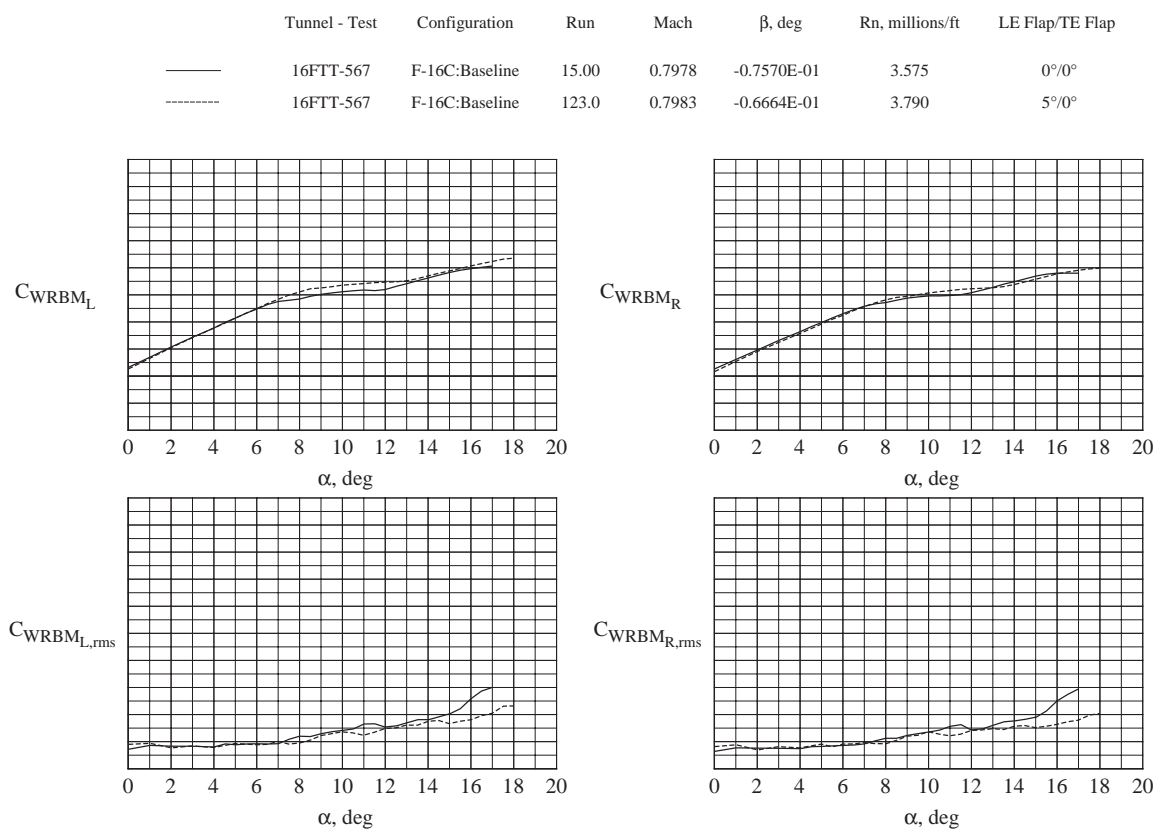 Tunnel - Test Configuration Run Mach β, deg Rn, millions/ft LE Flap/TE Flap
16FTT-567 F-16C:Baseline 15.00 0.7978 -0.7570E-01 3.575 0°/0°
16FTT-567 F-16C:Baseline 123.0 0.7983 -0.6664E-01 3.790 5°/0°
CWRBML
0 2 4 6 8 10 12 14 16 18 20
α, deg
CWRBMR
0 2 4 6 8 10 12 14 16 18 20
α, deg
CWRBML,rms
0 2 4 6 8 10 12 14 16 18 20
α, deg
CWRBMR,rms
0 2 4 6 8 10 12 14 16 18 20
α, deg